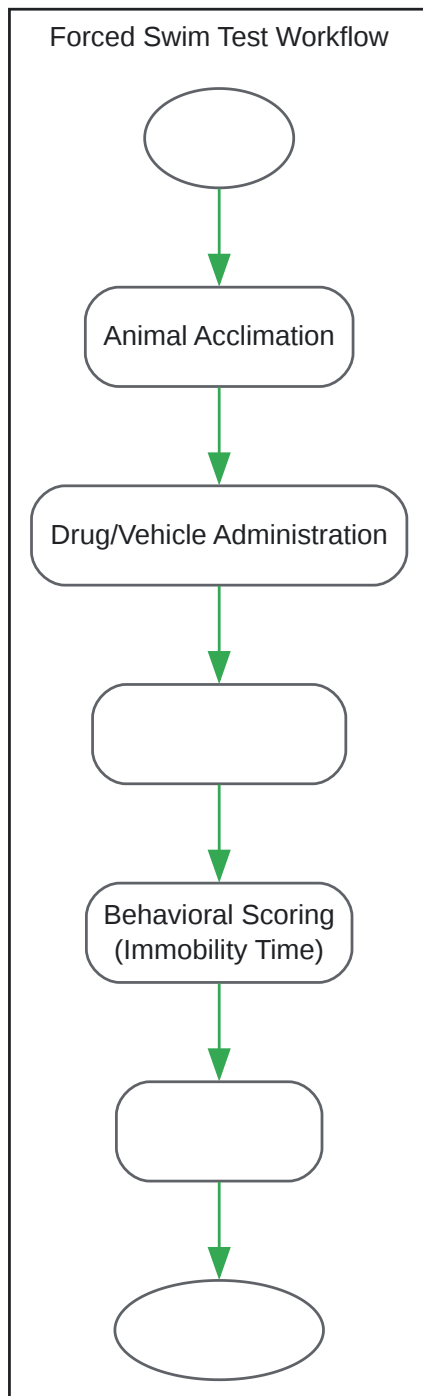 Forced Swim Test Workflow
Animal Acclimation
Drug/Vehicle Administration
Behavioral Scoring
(Immobility Time)